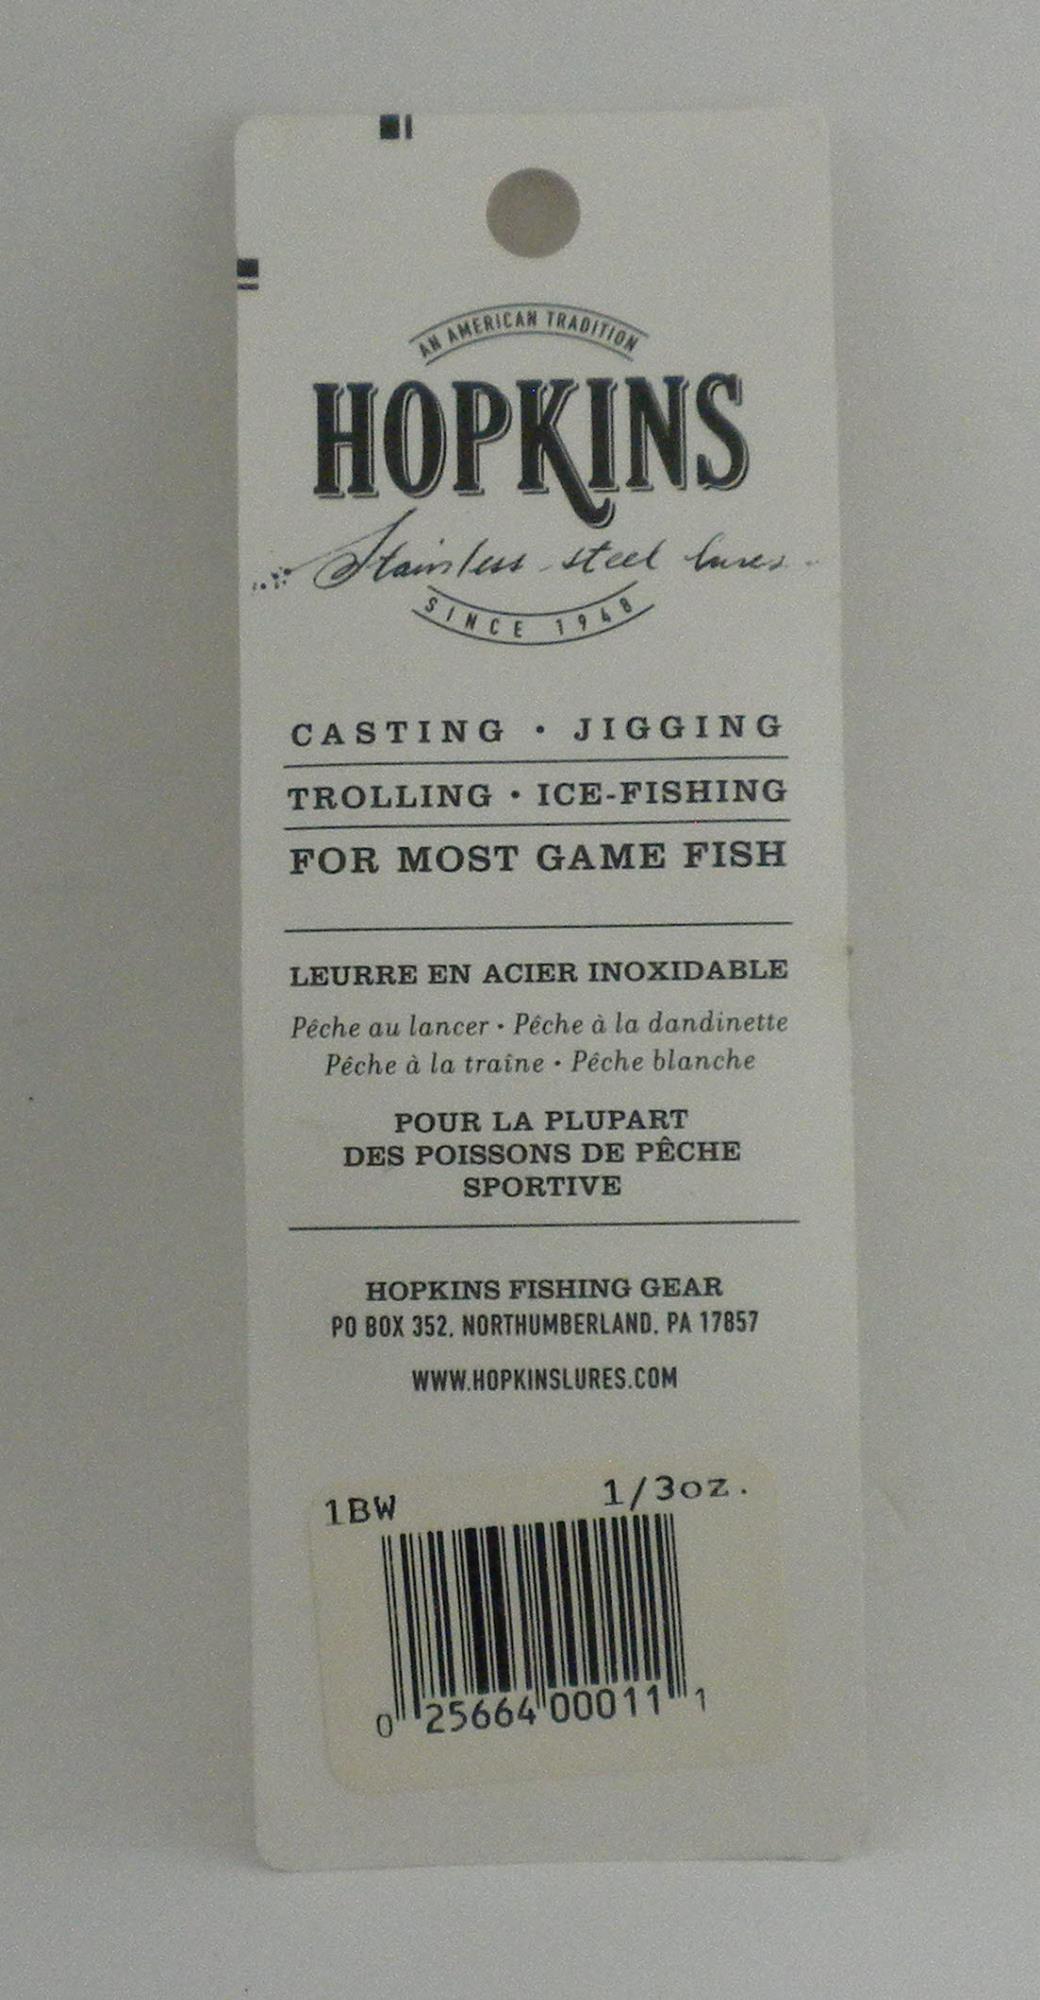 AN AMERICAN TRADITION
HOPKINS
Stainless steel lures
SINCE 1948
CASTING • JIGGING
TROLLING • ICE-FISHING
FOR MOST GAME FISH
LEURRE EN ACIER INOXIDABLE
Pêche au lancer • Pêche à la dandinette
Pêche à la traîne • Pêche blanche
POUR LA PLUPART
DES POISSONS DE PÊCHE
SPORTIVE
HOPKINS FISHING GEAR
PO BOX 352, NORTHUMBERLAND, PA 17857
WWW.HOPKINSLURES.COM
1BW 1/3oz.
0 25664 00011 1